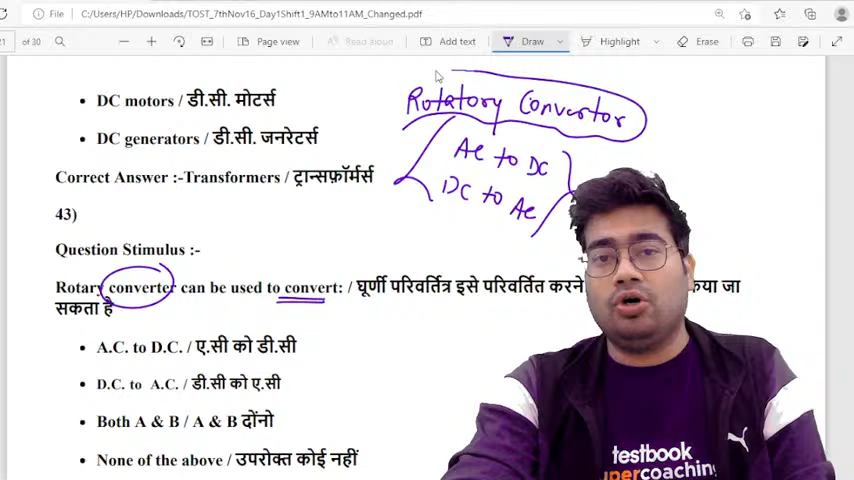 File C:/Users/HP/Downloads/TOST_7thNov16_Day1Shift1_9AMto11AM_Changed.pdf
21 of 30 Read aloud Add text Draw Highlight Erase
DC motors / डी.सी. मोटर्स
Rotatory Convertor
DC generators / डी.सी. जनरेटर्स
AC to DC
Correct Answer :-Transformers / ट्रान्सफ़ॉर्मर्स
DC to AC
43)
Question Stimulus :-
Rotary converter can be used to convert: / घूर्णी परिवर्तित्र इसे परिवर्तित करने किया जा
सकता है
A.C. to D.C. / ए.सी को डी.सी
D.C. to A.C. / डी.सी को ए.सी
Both A & B / A & B दोंनो
None of the above / उपरोक्त कोई नहीं
testbook
supercoaching